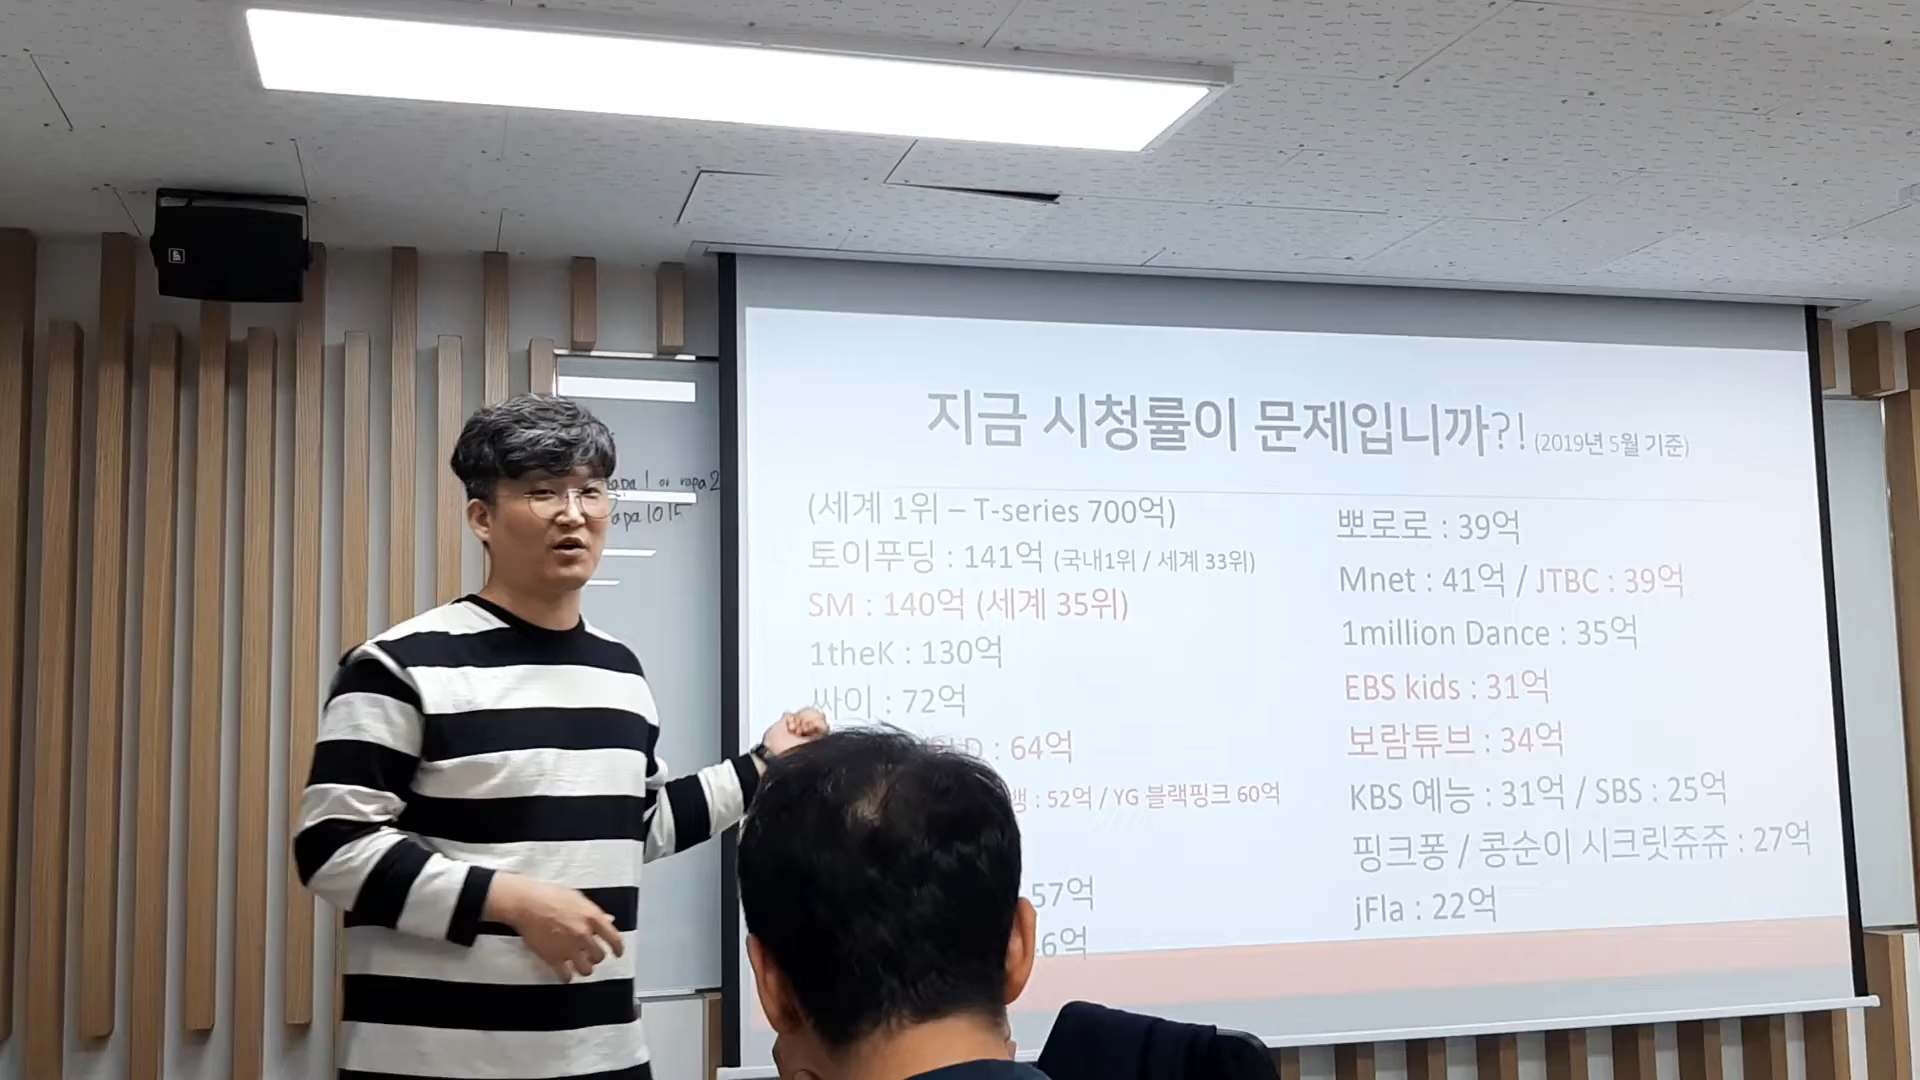 지금 시청률이 문제입니까?! (2019년 5월 기준)
(세계 1위 – T-series 700억)
토이푸딩 : 141억 (국내1위 / 세계 33위)
SM : 140억 (세계 35위)
1theK : 130억
싸이 : 72억
: 64억
: 52억 / YG 블랙핑크 60억
57억
6억
뽀로로 : 39억
Mnet : 41억 / JTBC : 39억
1million Dance : 35억
EBS kids : 31억
보람튜브 : 34억
KBS 예능 : 31억 / SBS : 25억
핑크퐁 / 콩순이 시크릿쥬쥬 : 27억
jFla : 22억
1 or rapa 2
1015